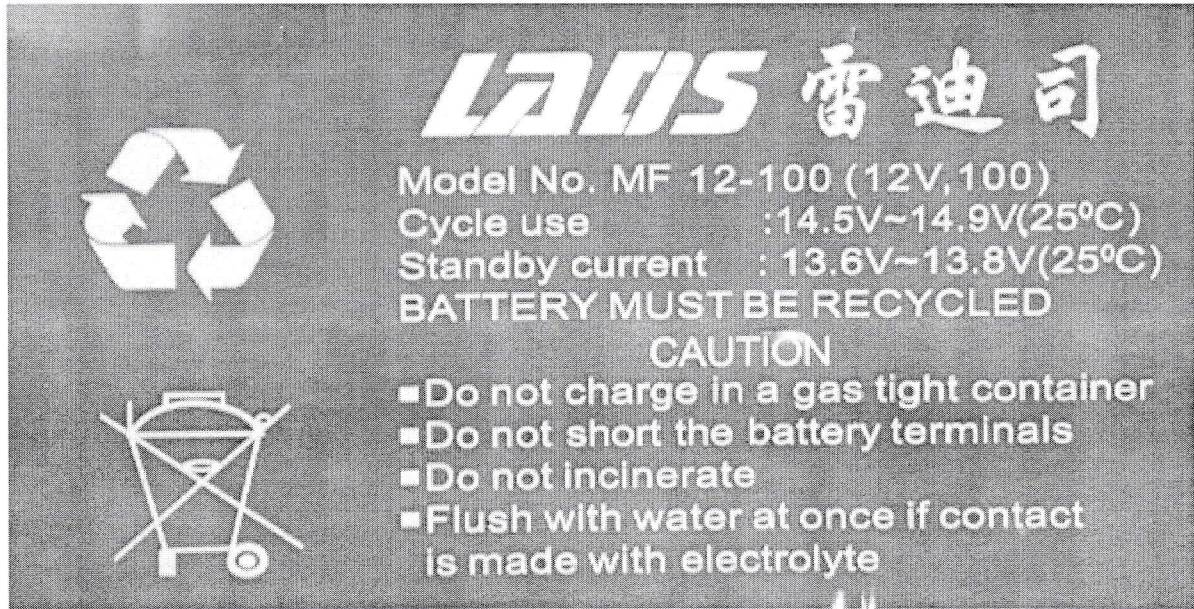 LADS 雷迪司
Model No. MF 12-100 (12V,100)
Cycle use :14.5V~14.9V(25⁰C)
Standby current : 13.6V~13.8V(25⁰C)
BATTERY MUST BE RECYCLED
CAUTION
■Do not charge in a gas tight container
■Do not short the battery terminals
■Do not incinerate
■Flush with water at once if contact
is made with electrolyte